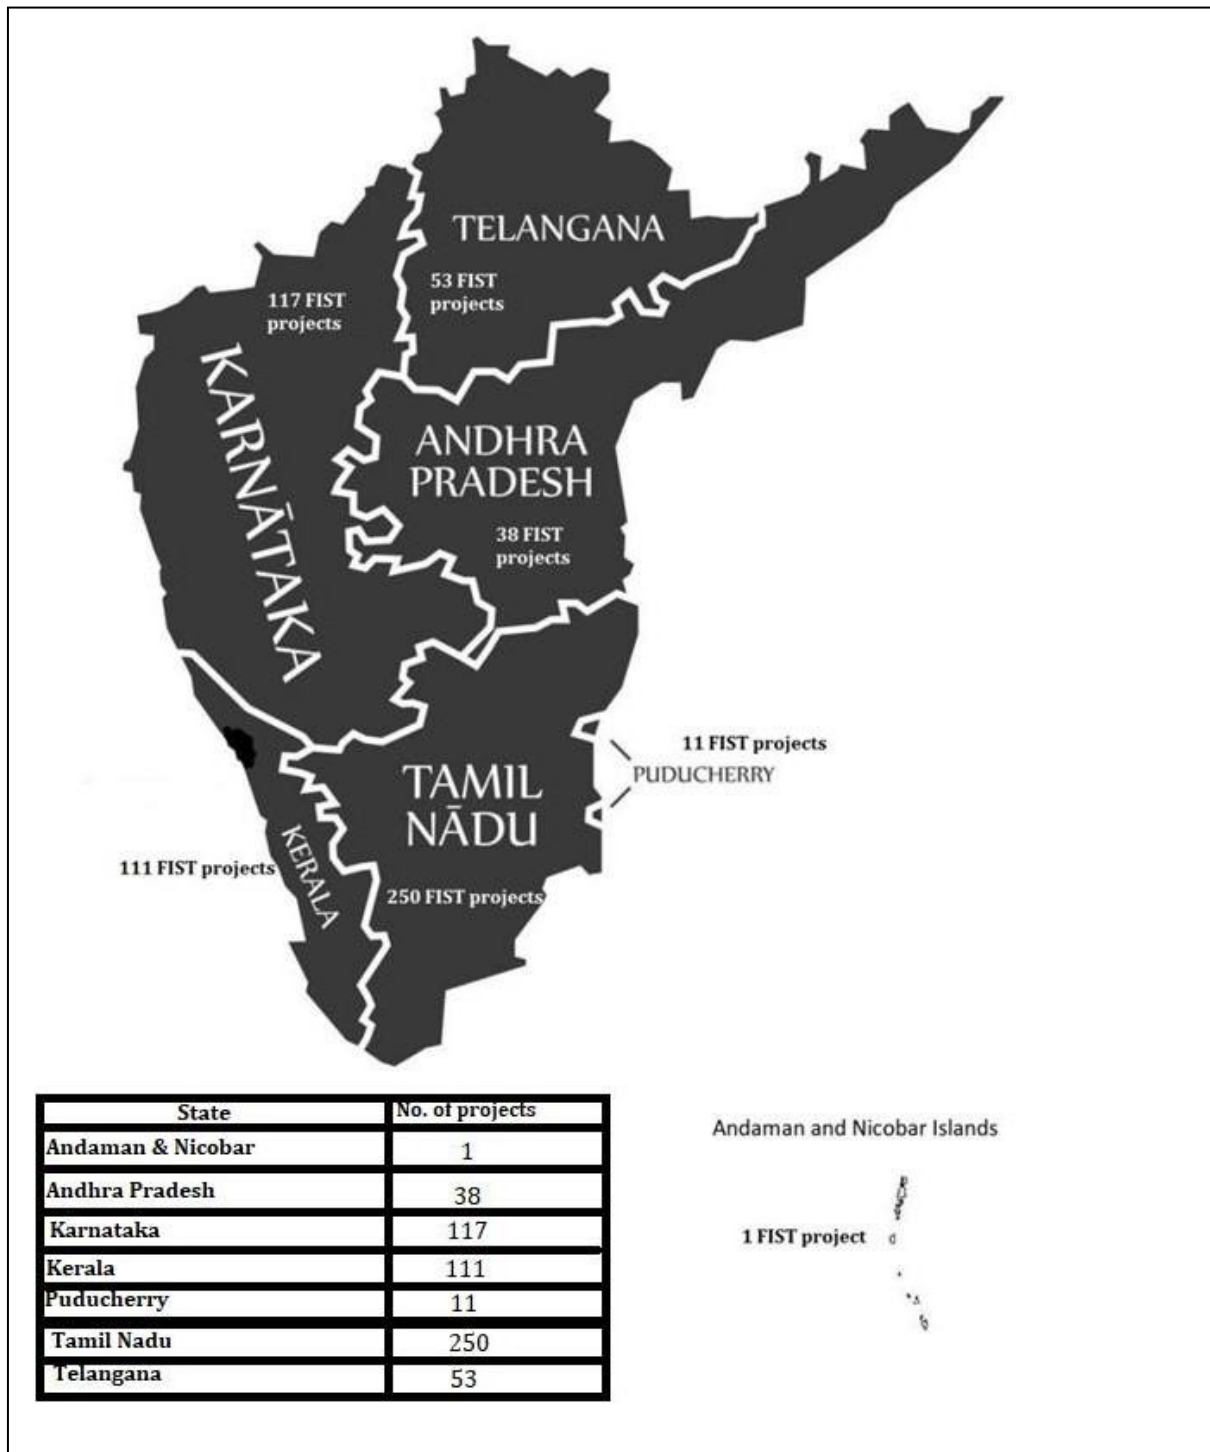 TELANGANA
53 FIST
projects
117 FIST
projects
KARNĀTAKA
ANDHRA
PRADESH
38 FIST
projects
11 FIST projects
PUDUCHERRY
TAMIL
NĀDU
250 FIST projects
KERALA
111 FIST projects
State No. of projects
Andaman & Nicobar 1
Andhra Pradesh 38
Karnataka 117
Kerala 111
Puducherry 11
Tamil Nadu 250
Telangana 53
Andaman and Nicobar Islands
1 FIST project